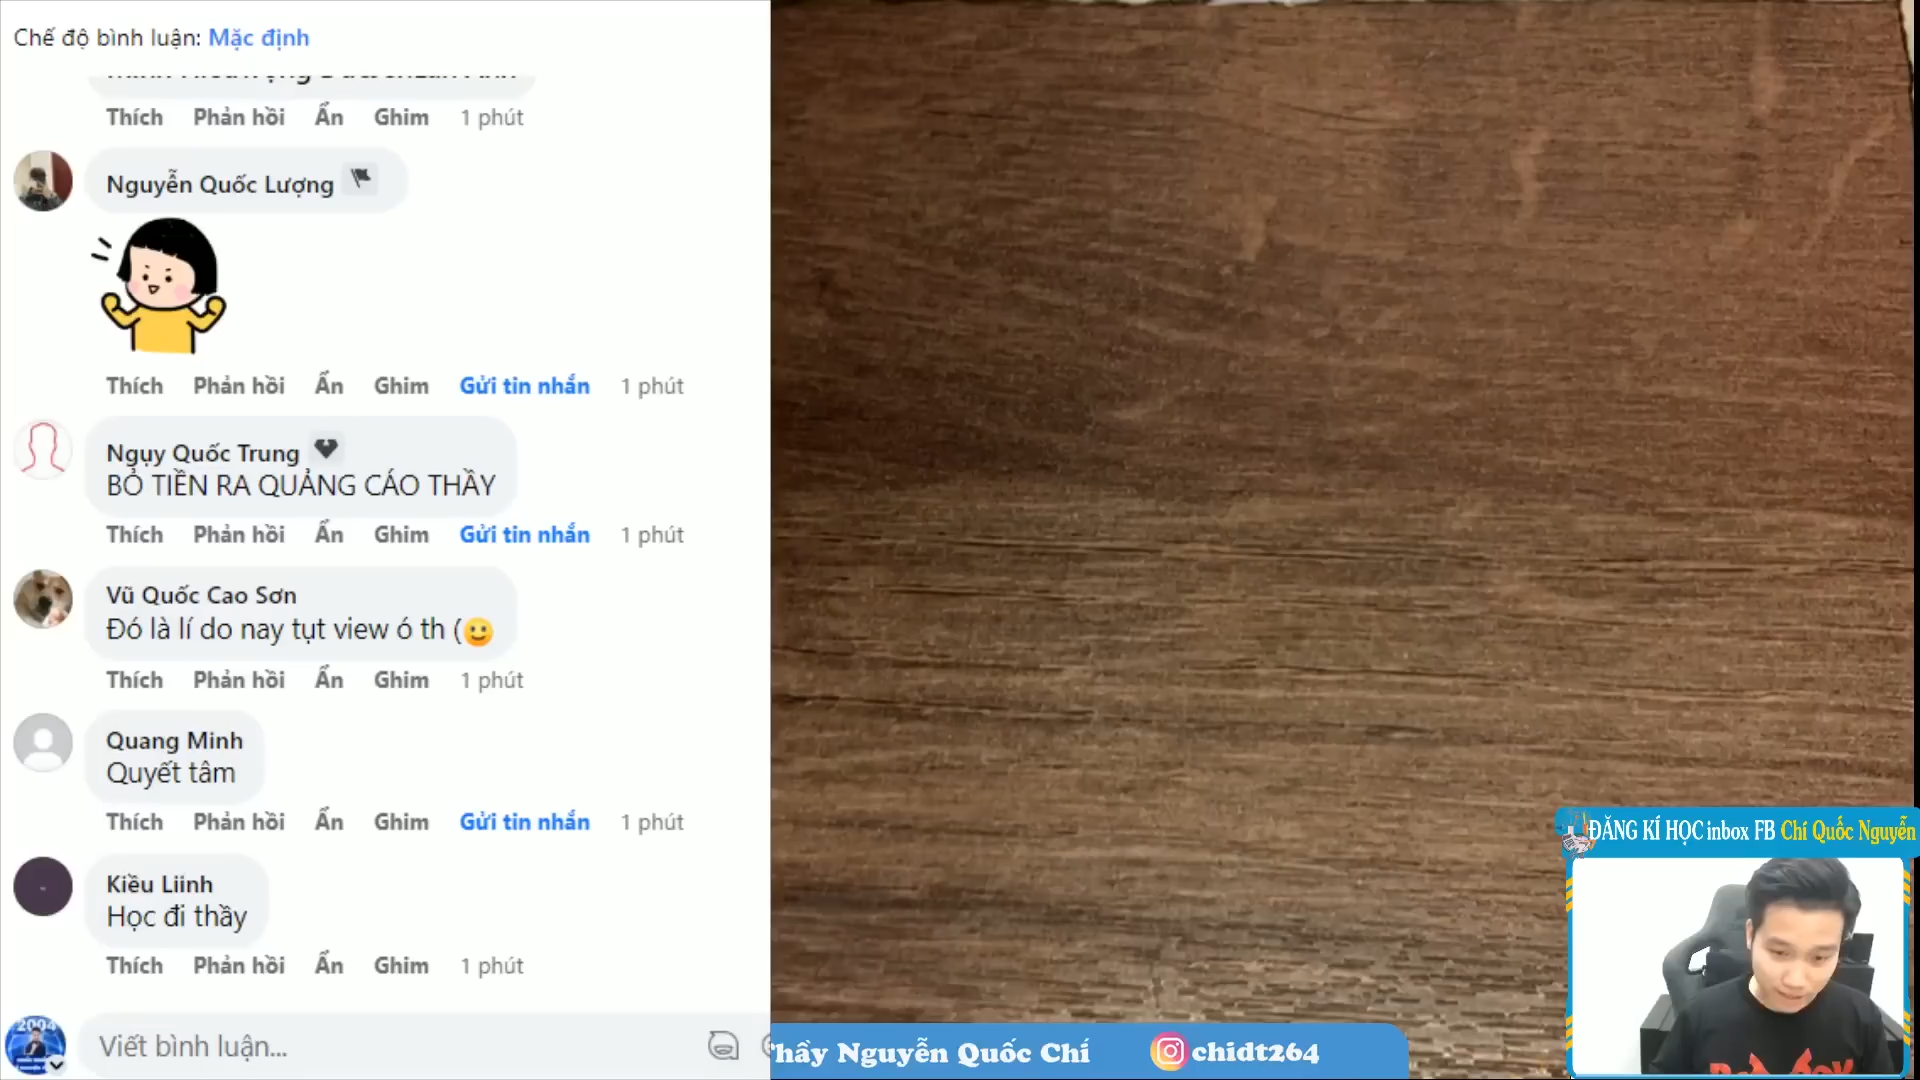 Chế độ bình luận: Mặc định
Thích Phản hồi Ẩn Ghim 1 phút
Nguyễn Quốc Lượng
Thích Phản hồi Ẩn Ghim Gửi tin nhắn 1 phút
Ngụy Quốc Trung
BỎ TIỀN RA QUẢNG CÁO THẦY
Thích Phản hồi Ẩn Ghim Gửi tin nhắn 1 phút
Vũ Quốc Cao Sơn
Đó là lí do nay tụt view ó th (🙂
Thích Phản hồi Ẩn Ghim 1 phút
Quang Minh
Quyết tâm
Thích Phản hồi Ẩn Ghim Gửi tin nhắn 1 phút
Kiều Liinh
Học đi thầy
Thích Phản hồi Ẩn Ghim 1 phút
2004
Viết bình luận...
Thầy Nguyễn Quốc Chí chidt264
ĐĂNG KÍ HỌC inbox FB Chí Quốc Nguyễn